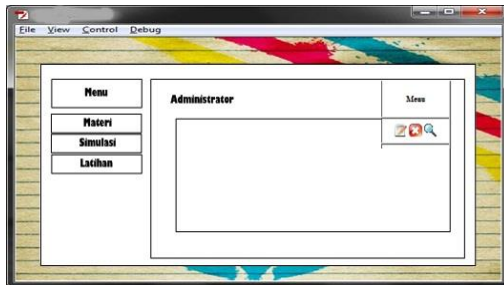 File View Control Debug
Menu
Materi
Simulasi
Latihan
Administrator
Menu